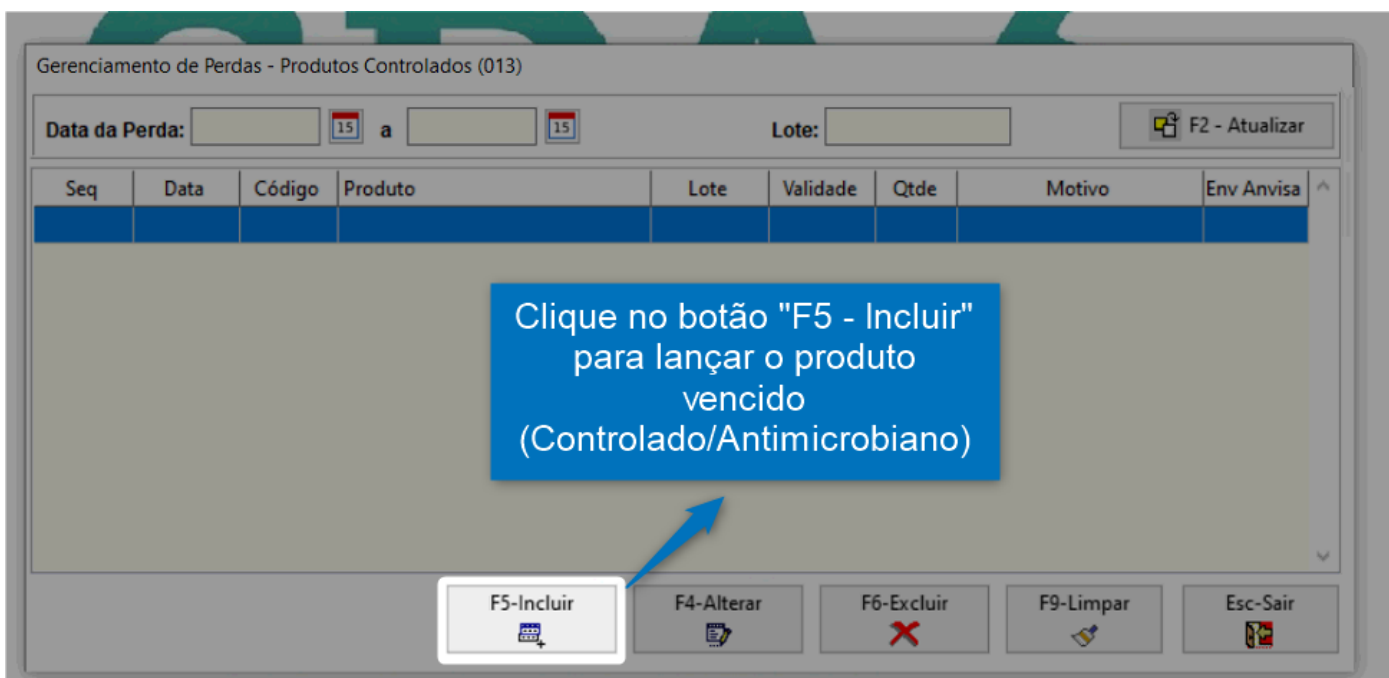 Gerenciamento de Perdas - Produtos Controlados (013)
Data da Perda: 15 a 15 Lote: F2 - Atualizar
Seq Data Código Produto Lote Validade Qtde Motivo Env Anvisa
Clique no botão "F5 - Incluir"
para lançar o produto
vencido
(Controlado/Antimicrobiano)
F5-Incluir F4-Alterar F6-Excluir F9-Limpar Esc-Sair